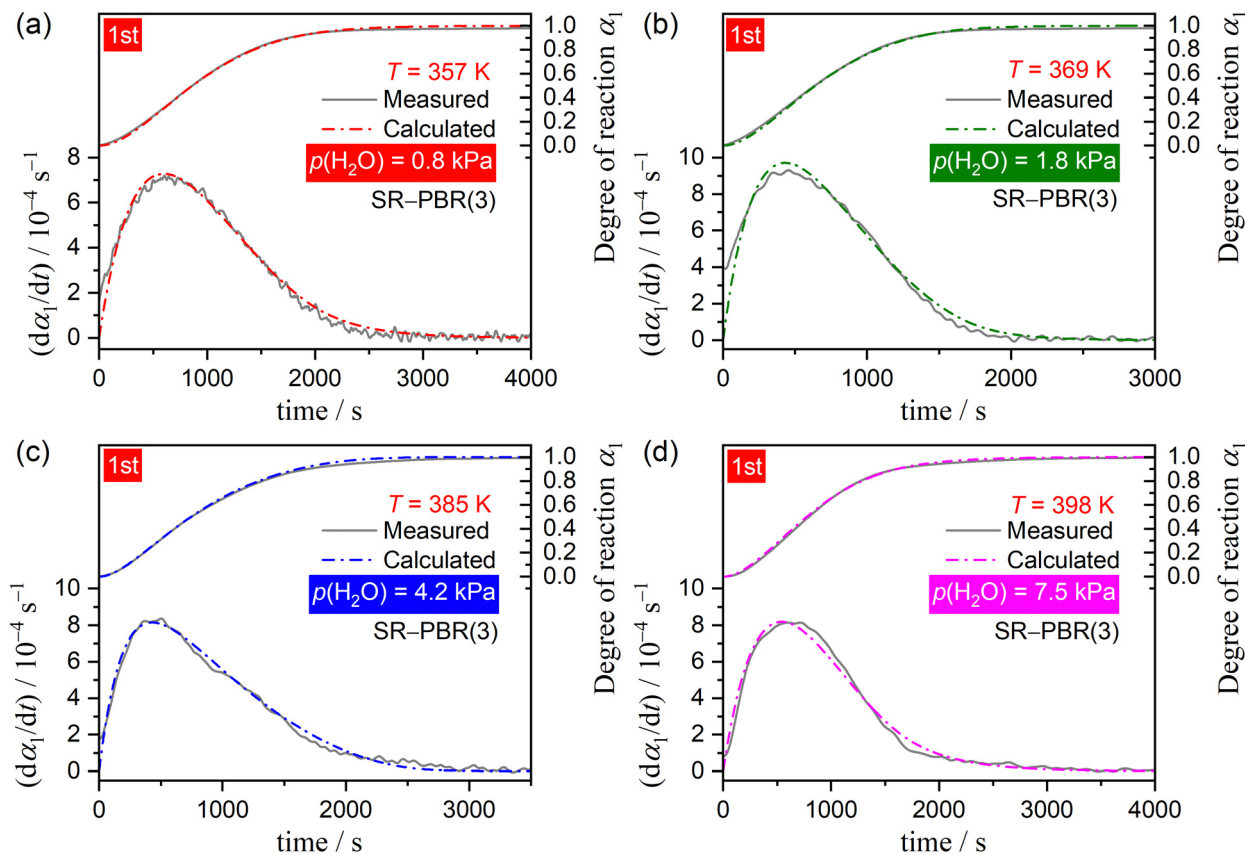 (a)
1st
T = 357 K
Measured
Calculated
p(H₂O) = 0.8 kPa
SR–PBR(3)
1.0
0.8
0.6
0.4
0.2
0.0
Degree of reaction α₁
8
6
4
2
0
(dα₁/dt) / 10⁻⁴ s⁻¹
0 1000 2000 3000 4000
time / s
(b)
1st
T = 369 K
Measured
Calculated
p(H₂O) = 1.8 kPa
SR–PBR(3)
1.0
0.8
0.6
0.4
0.2
0.0
Degree of reaction α₁
10
8
6
4
2
0
(dα₁/dt) / 10⁻⁴ s⁻¹
0 1000 2000 3000
time / s
(c)
1st
T = 385 K
Measured
Calculated
p(H₂O) = 4.2 kPa
SR–PBR(3)
1.0
0.8
0.6
0.4
0.2
0.0
Degree of reaction α₁
10
8
6
4
2
0
(dα₁/dt) / 10⁻⁴ s⁻¹
0 1000 2000 3000
time / s
(d)
1st
T = 398 K
Measured
Calculated
p(H₂O) = 7.5 kPa
SR–PBR(3)
1.0
0.8
0.6
0.4
0.2
0.0
Degree of reaction α₁
10
8
6
4
2
0
(dα₁/dt) / 10⁻⁴ s⁻¹
0 1000 2000 3000 4000
time / s